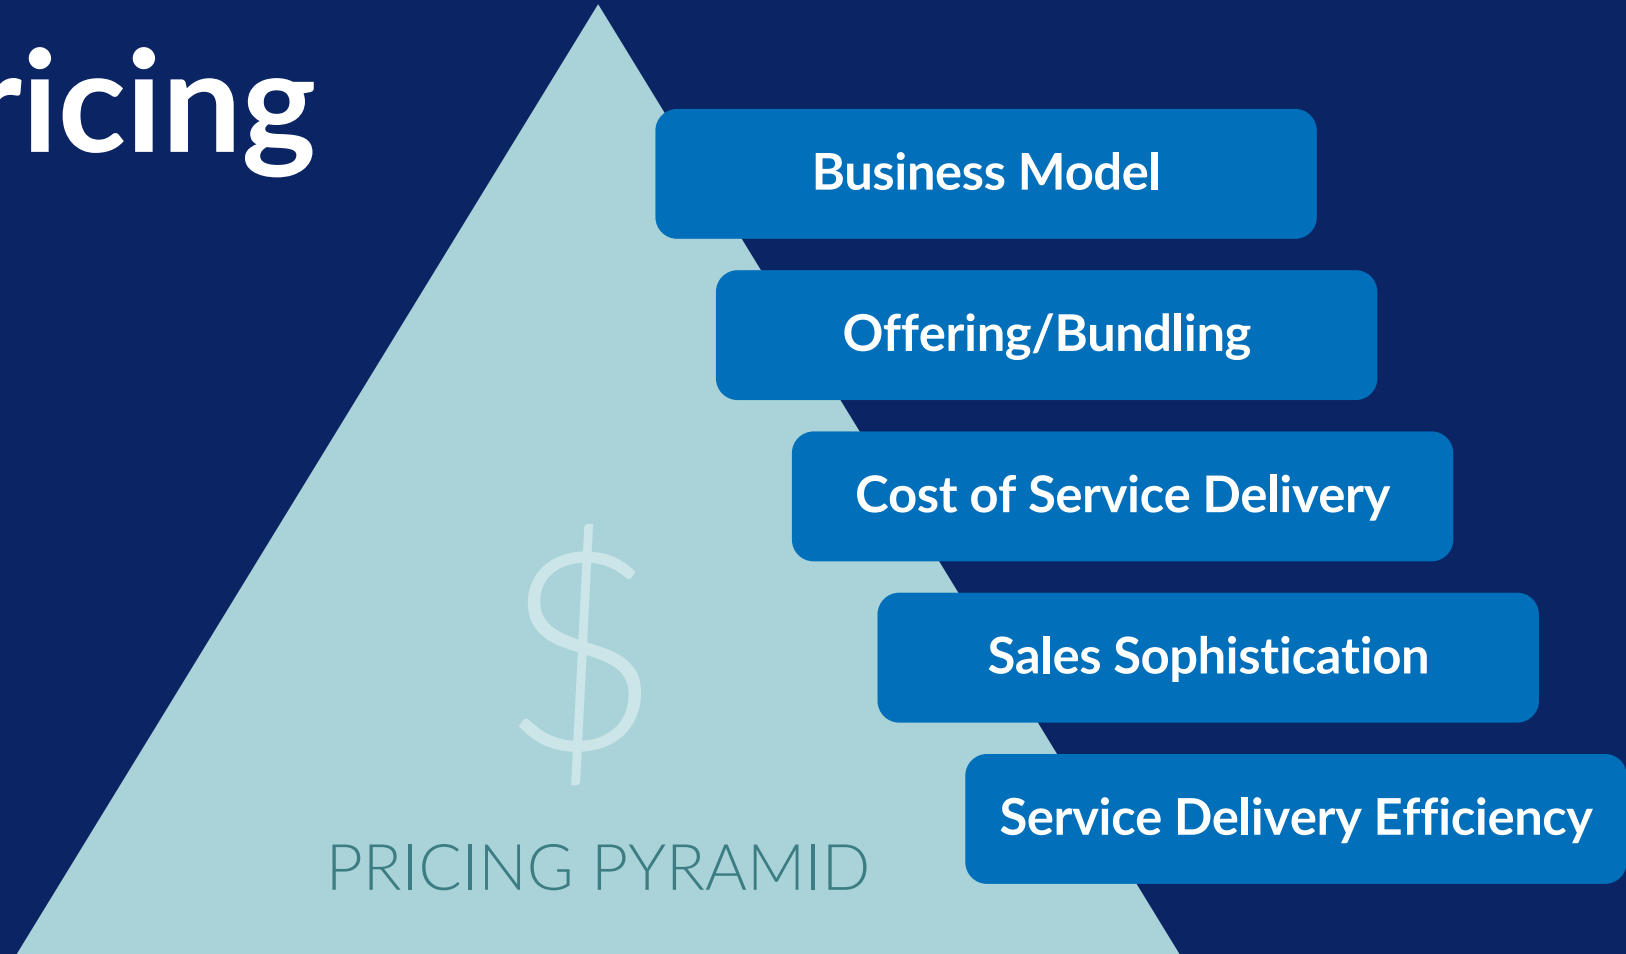 ricing
Business Model
Offering/Bundling
Cost of Service Delivery
Sales Sophistication
Service Delivery Efficiency
$
PRICING PYRAMID